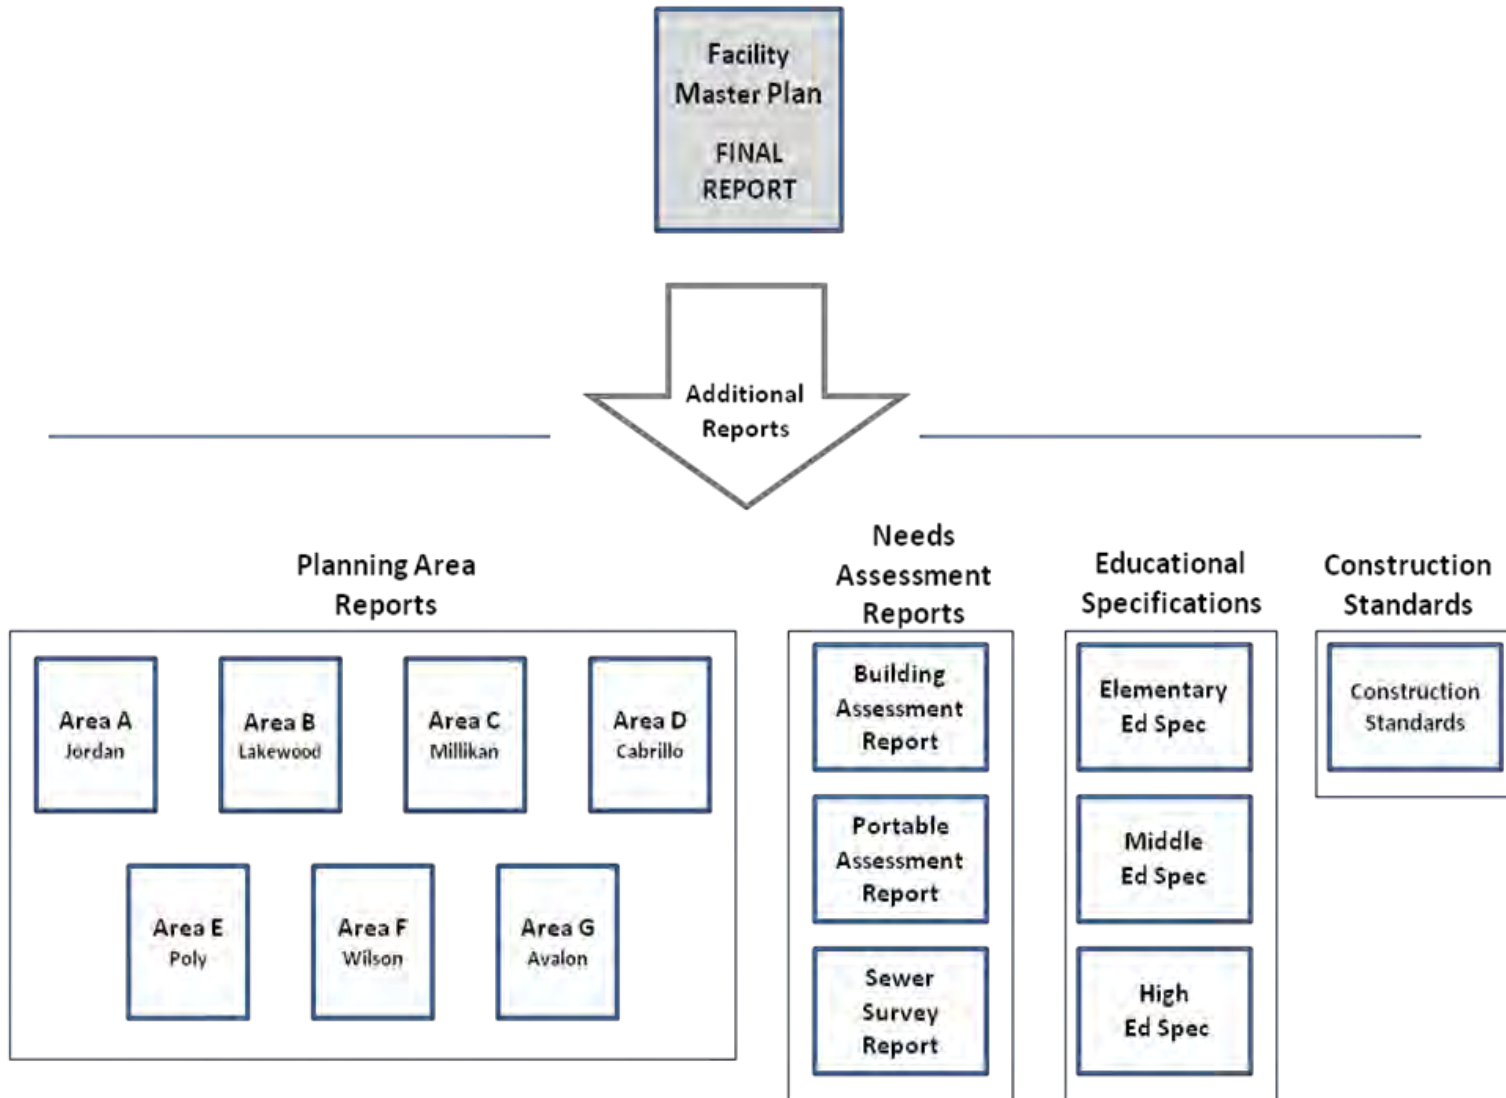 Facility
Master Plan
FINAL
REPORT
Additional
Reports
Planning Area
Reports
Area A
Jordan
Area B
Lakewood
Area C
Millikan
Area D
Cabrillo
Area E
Poly
Area F
Wilson
Area G
Avalon
Needs
Assessment
Reports
Building
Assessment
Report
Portable
Assessment
Report
Sewer
Survey
Report
Educational
Specifications
Elementary
Ed Spec
Middle
Ed Spec
High
Ed Spec
Construction
Standards
Construction
Standards